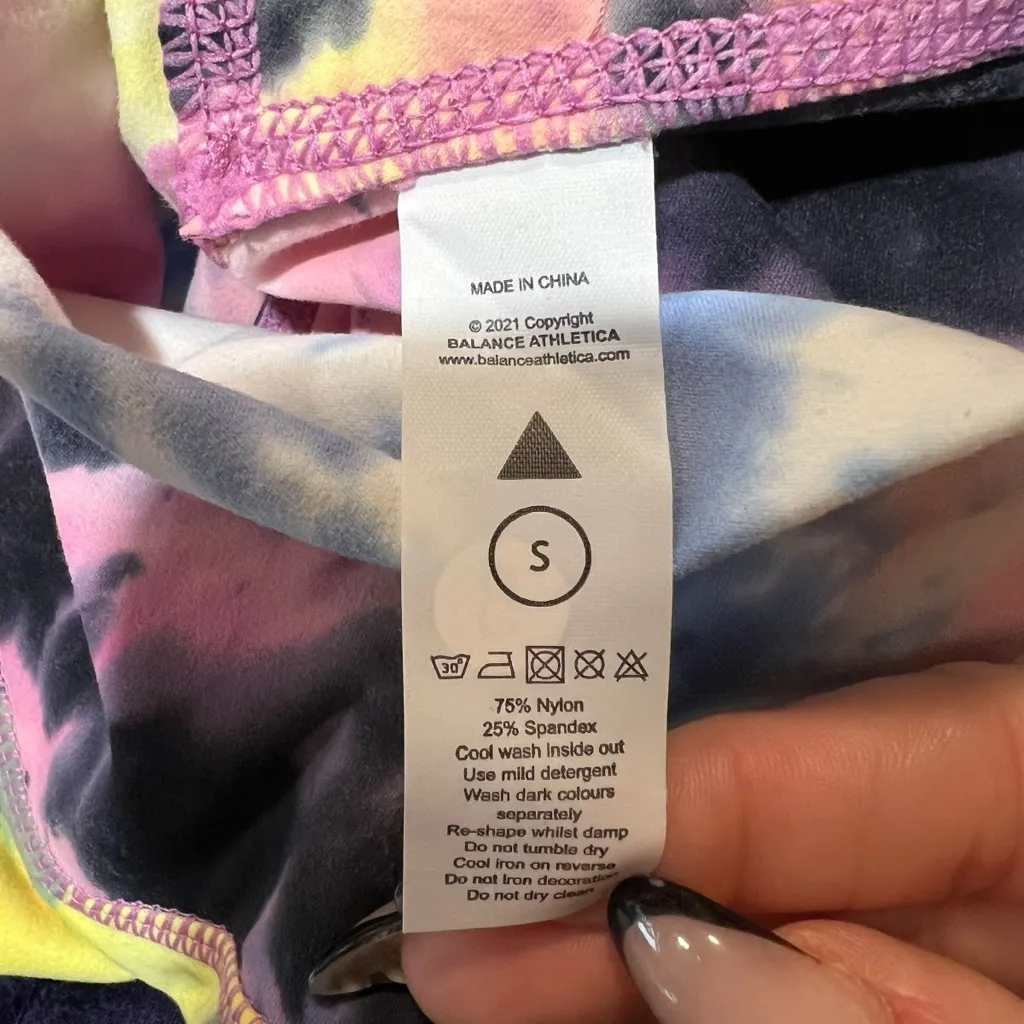 MADE IN CHINA
© 2021 Copyright
BALANCE ATHLETICA
www.balanceathletica.com
S
30°
75% Nylon
25% Spandex
Cool wash inside out
Use mild detergent
Wash dark colours
separately
Re-shape whilst damp
Do not tumble dry
Cool iron on reverse
Do not Iron decoration
Do not dry clean